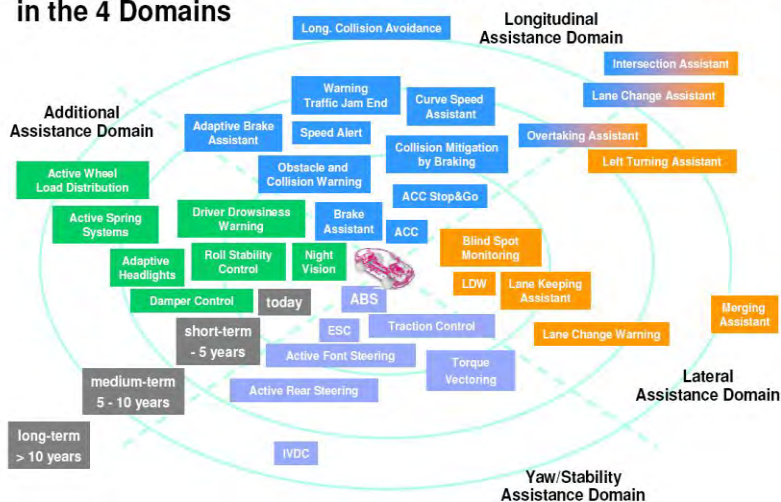 in the 4 Domains
Longitudinal
Assistance Domain
Long. Collision Avoidance
Intersection Assistant
Lane Change Assistant
Warning
Traffic Jam End
Curve Speed
Assistant
Additional
Assistance Domain
Adaptive Brake
Assistant
Speed Alert
Overtaking Assistant
Collision Mitigation
by Braking
Left Turning Assistant
Obstacle and
Collision Warning
Active Wheel
Load Distribution
ACC Stop&Go
Active Spring
Systems
Driver Drowsiness
Warning
Brake
Assistant
ACC
Blind Spot
Monitoring
Adaptive
Headlights
Roll Stability
Control
Night
Vision
LDW
Lane Keeping
Assistant
Damper Control
today
ABS
Merging
Assistant
short-term
- 5 years
ESC
Traction Control
Lane Change Warning
Active Font Steering
Torque
Vectoring
medium-term
5 - 10 years
Active Rear Steering
Lateral
Assistance Domain
long-term
> 10 years
IVDC
Yaw/Stability
Assistance Domain